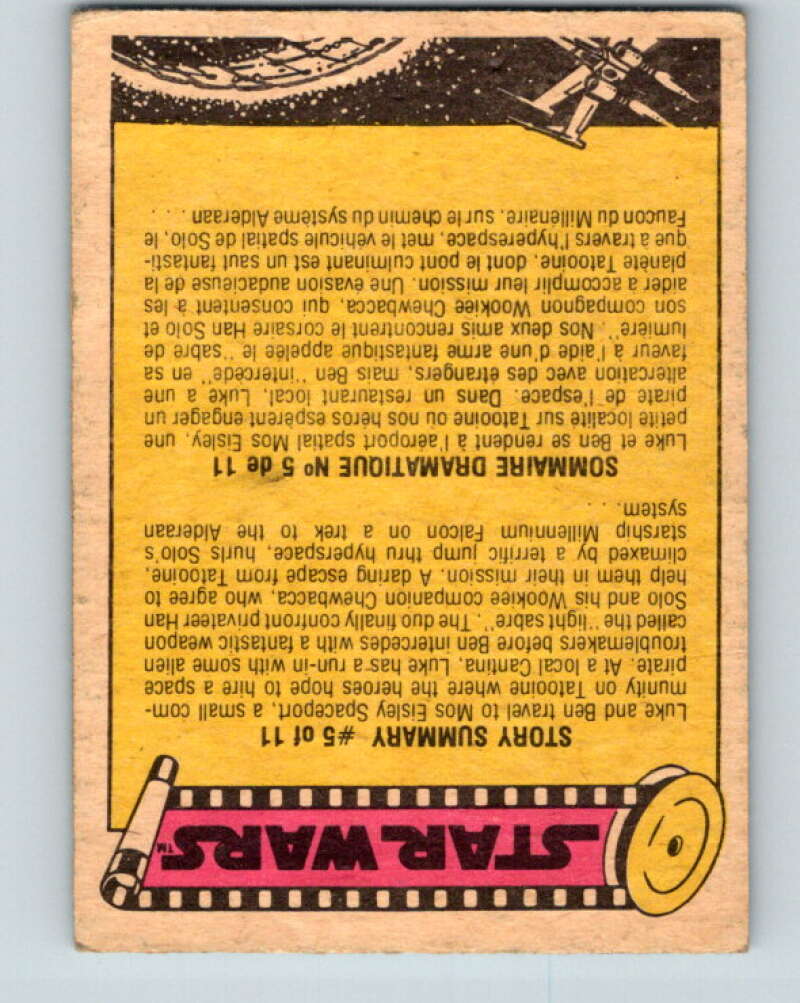 STAR WARS™
STORY SUMMARY #5 of 11
Luke and Ben travel to Mos Eisley Spaceport, a small com-
munity on Tatooine where the heroes hope to hire a space
pirate. At a local Cantina, Luke has a run-in with some alien
troublemakers before Ben intercedes with a fantastic weapon
called the "light sabre". The duo finally confront privateer Han
Solo and his Wookiee companion Chewbacca, who agree to
help them in their mission. A daring escape from Tatooine,
climaxed by a terrific jump thru hyperspace, hurls Solo's
starship Millennium Falcon on a trek to the Alderaan
system. . .
SOMMAIRE DRAMATIQUE Nº 5 de 11
Luke et Ben se rendent à l'aéroport spatial Mos Eisley, une
petite localité sur Tatooine où nos héros espèrent engager un
pirate de l'espace. Dans un restaurant local, Luke a une
altercation avec des étrangers, mais Ben "intercède" en sa
faveur à l'aide d'une arme fantastique appelée le "sabre de
lumière". Nos deux amis rencontrent le corsaire Han Solo et
son compagnon Wookiee Chewbacca, qui consentent à les
aider a accomplir leur mission. Une évasion audacieuse de la
planète Tatooine, dont le point culminant est un saut fantasti-
que à travers l'hyperespace, met le véhicule spatial de Solo, le
Faucon du Millénaire, sur le chemin du système Alderaan . . .